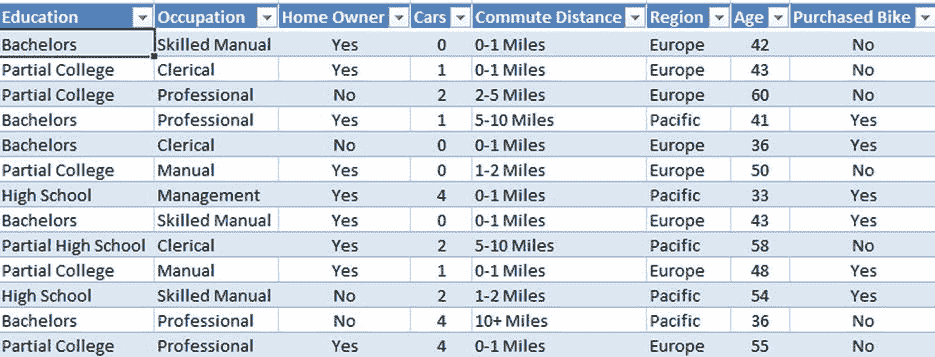 Education Occupation Home Owner Cars Commute Distance Region Age Purchased Bike
Bachelors Skilled Manual Yes 0 0-1 Miles Europe 42 No
Partial College Clerical Yes 1 0-1 Miles Europe 43 No
Partial College Professional No 2 2-5 Miles Europe 60 No
Bachelors Professional Yes 1 5-10 Miles Pacific 41 Yes
Bachelors Clerical No 0 0-1 Miles Europe 36 Yes
Partial College Manual Yes 0 1-2 Miles Europe 50 No
High School Management Yes 4 0-1 Miles Pacific 33 Yes
Bachelors Skilled Manual Yes 0 0-1 Miles Europe 43 Yes
Partial High School Clerical Yes 2 5-10 Miles Pacific 58 No
Partial College Manual Yes 1 0-1 Miles Europe 48 Yes
High School Skilled Manual No 2 1-2 Miles Pacific 54 Yes
Bachelors Professional No 4 10+ Miles Pacific 36 No
Partial College Professional Yes 4 0-1 Miles Europe 55 No